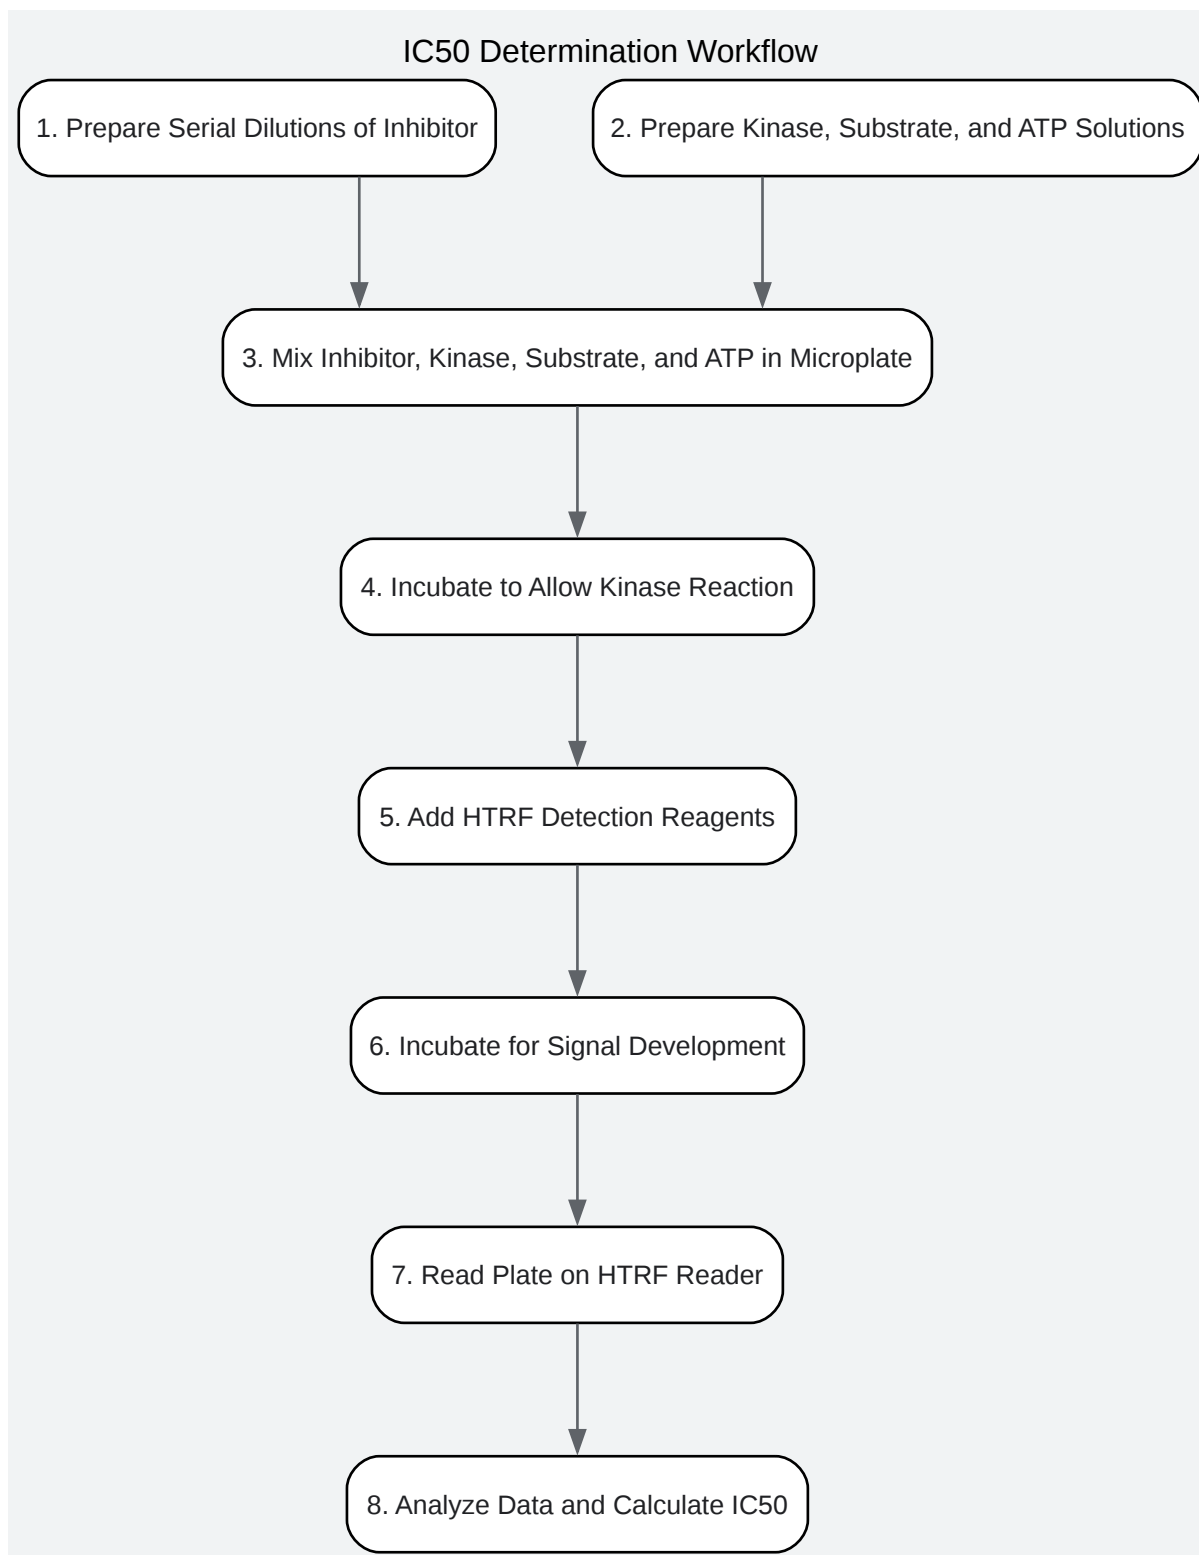 IC50 Determination Workflow
1. Prepare Serial Dilutions of Inhibitor
2. Prepare Kinase, Substrate, and ATP Solutions
3. Mix Inhibitor, Kinase, Substrate, and ATP in Microplate
4. Incubate to Allow Kinase Reaction
5. Add HTRF Detection Reagents
6. Incubate for Signal Development
7. Read Plate on HTRF Reader
8. Analyze Data and Calculate IC50